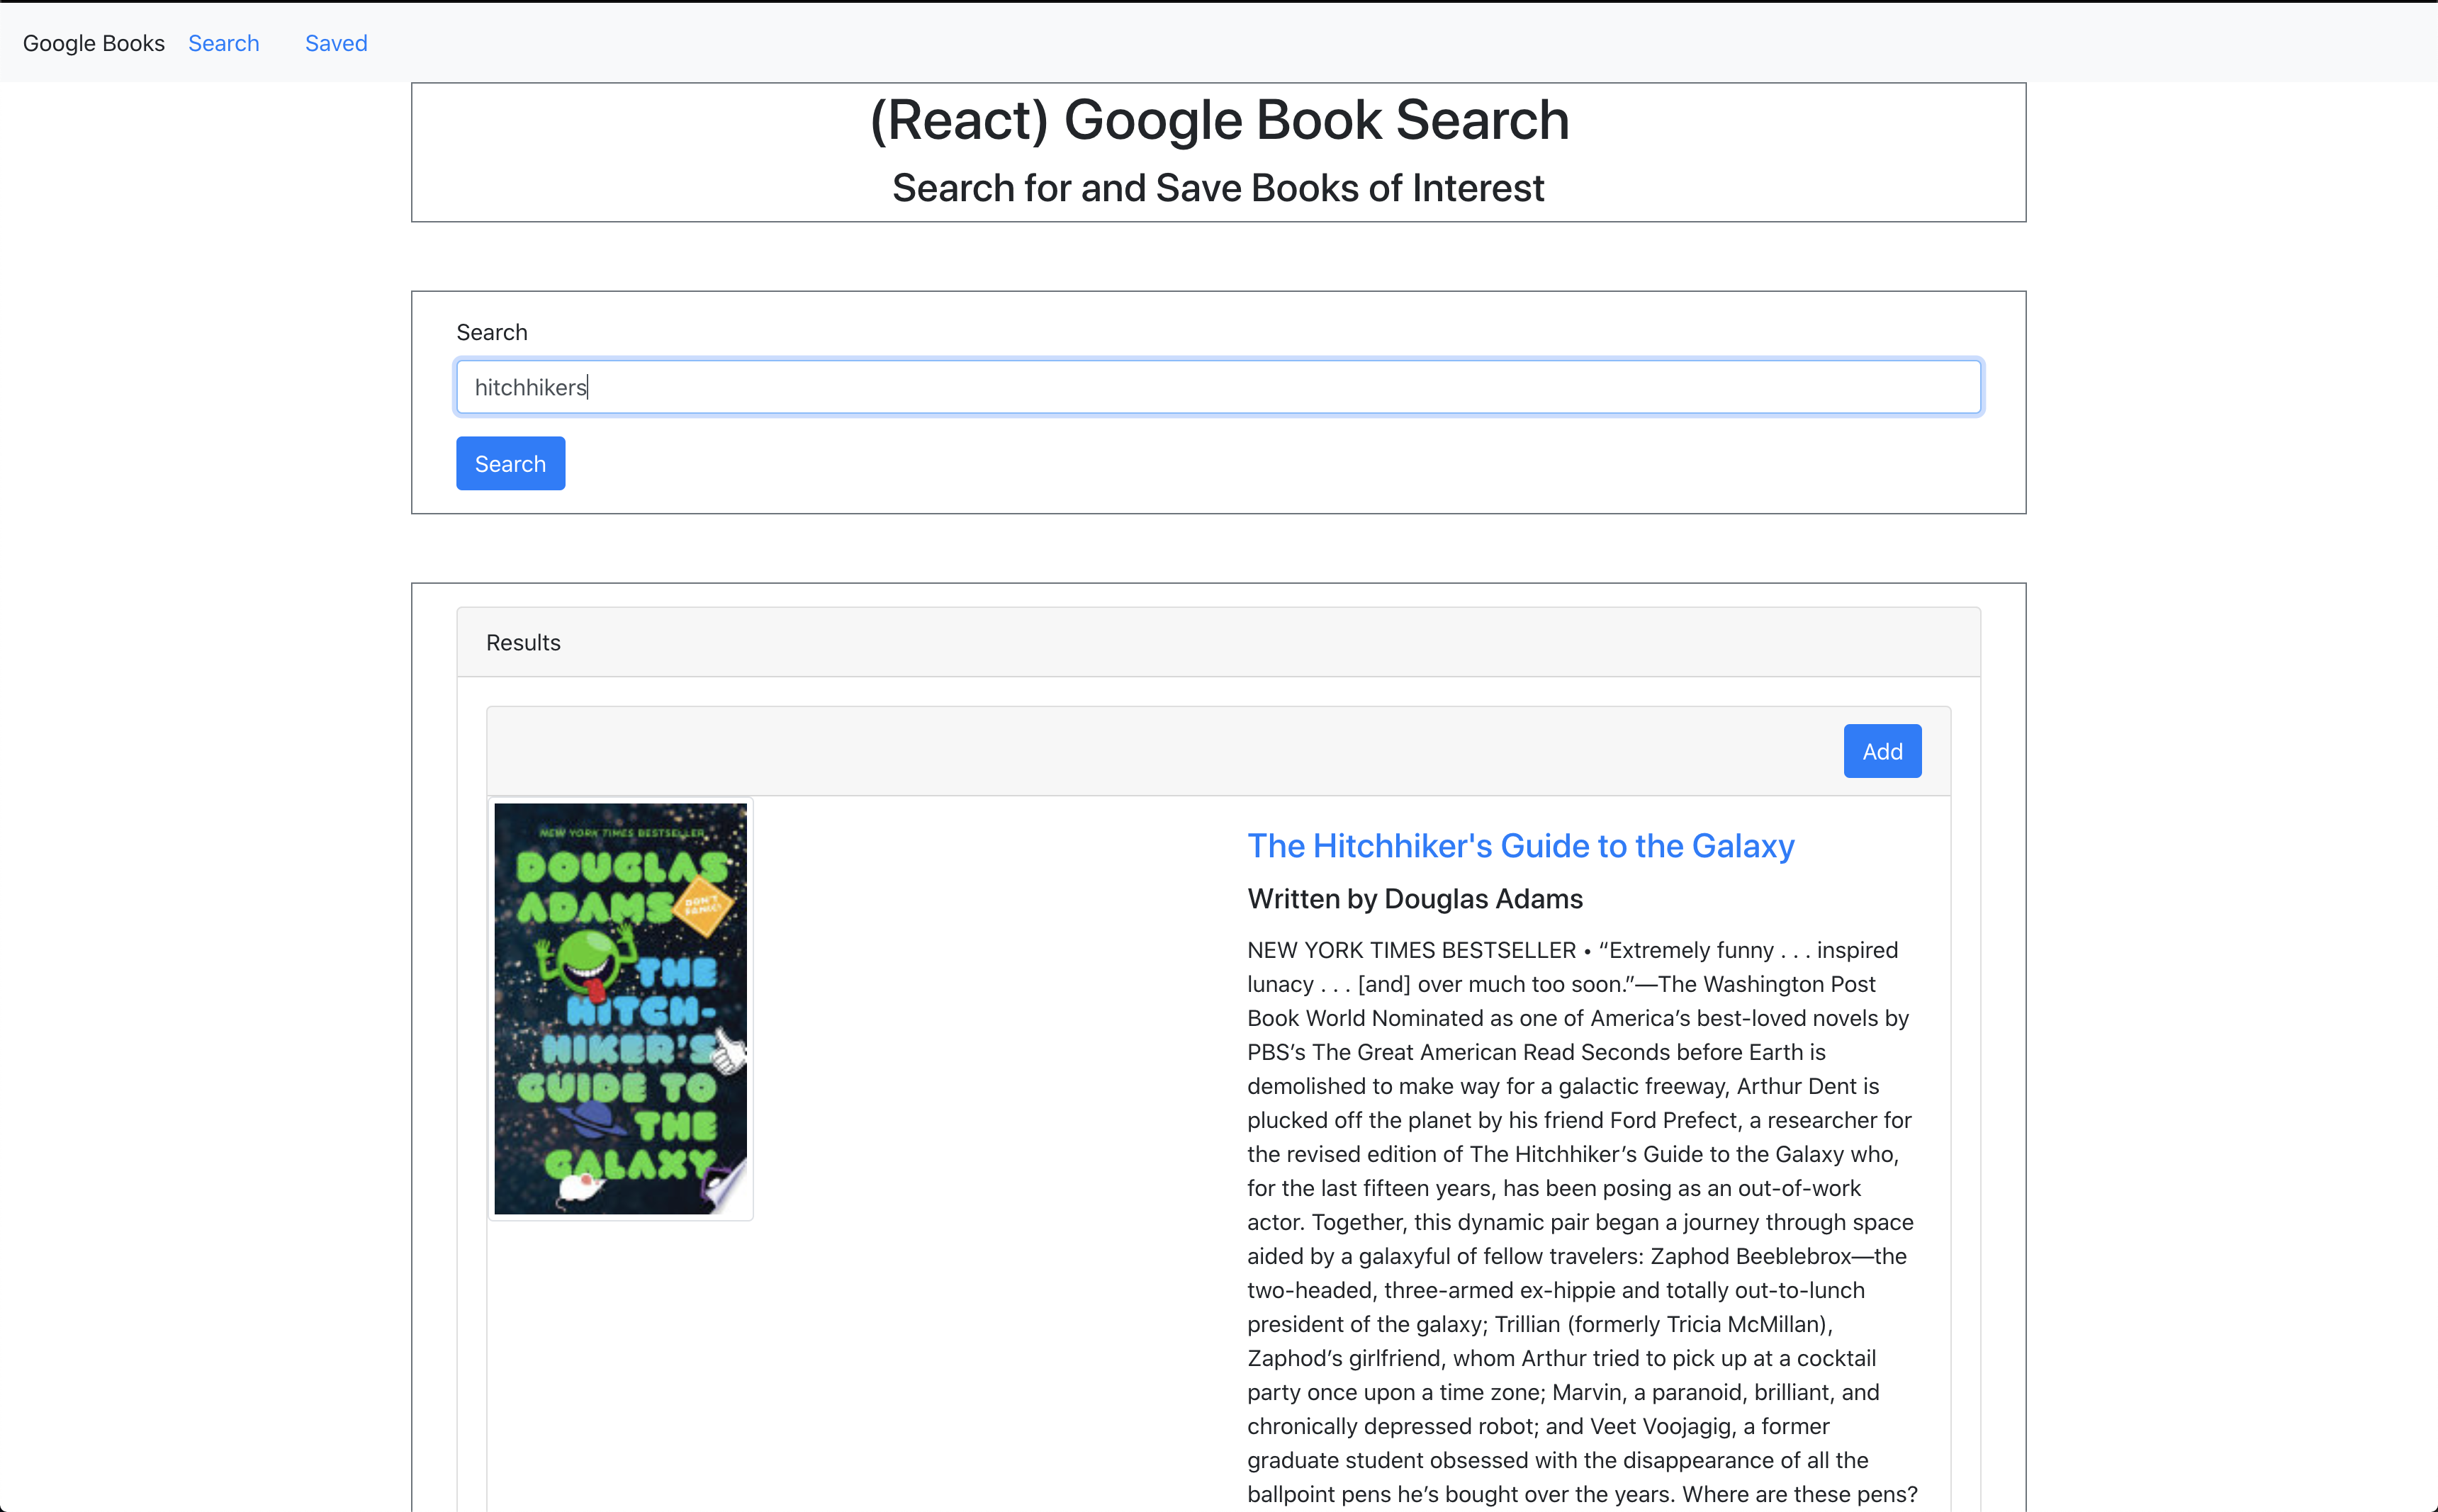 Google Books Search Saved
(React) Google Book Search
Search for and Save Books of Interest
Search
hitchhikers
Search
Results
Add
NEW YORK TIMES BESTSELLER
DOUGLAS
ADAMS
DON'T
PANIC!
THE
HITCH-
HIKER'S
GUIDE TO
THE
GALAXY
The Hitchhiker's Guide to the Galaxy
Written by Douglas Adams
NEW YORK TIMES BESTSELLER • “Extremely funny . . . inspired
lunacy . . . [and] over much too soon.”—The Washington Post
Book World Nominated as one of America’s best-loved novels by
PBS’s The Great American Read Seconds before Earth is
demolished to make way for a galactic freeway, Arthur Dent is
plucked off the planet by his friend Ford Prefect, a researcher for
the revised edition of The Hitchhiker’s Guide to the Galaxy who,
for the last fifteen years, has been posing as an out-of-work
actor. Together, this dynamic pair began a journey through space
aided by a galaxyful of fellow travelers: Zaphod Beeblebrox—the
two-headed, three-armed ex-hippie and totally out-to-lunch
president of the galaxy; Trillian (formerly Tricia McMillan),
Zaphod’s girlfriend, whom Arthur tried to pick up at a cocktail
party once upon a time zone; Marvin, a paranoid, brilliant, and
chronically depressed robot; and Veet Voojagig, a former
graduate student obsessed with the disappearance of all the
ballpoint pens he’s bought over the years. Where are these pens?